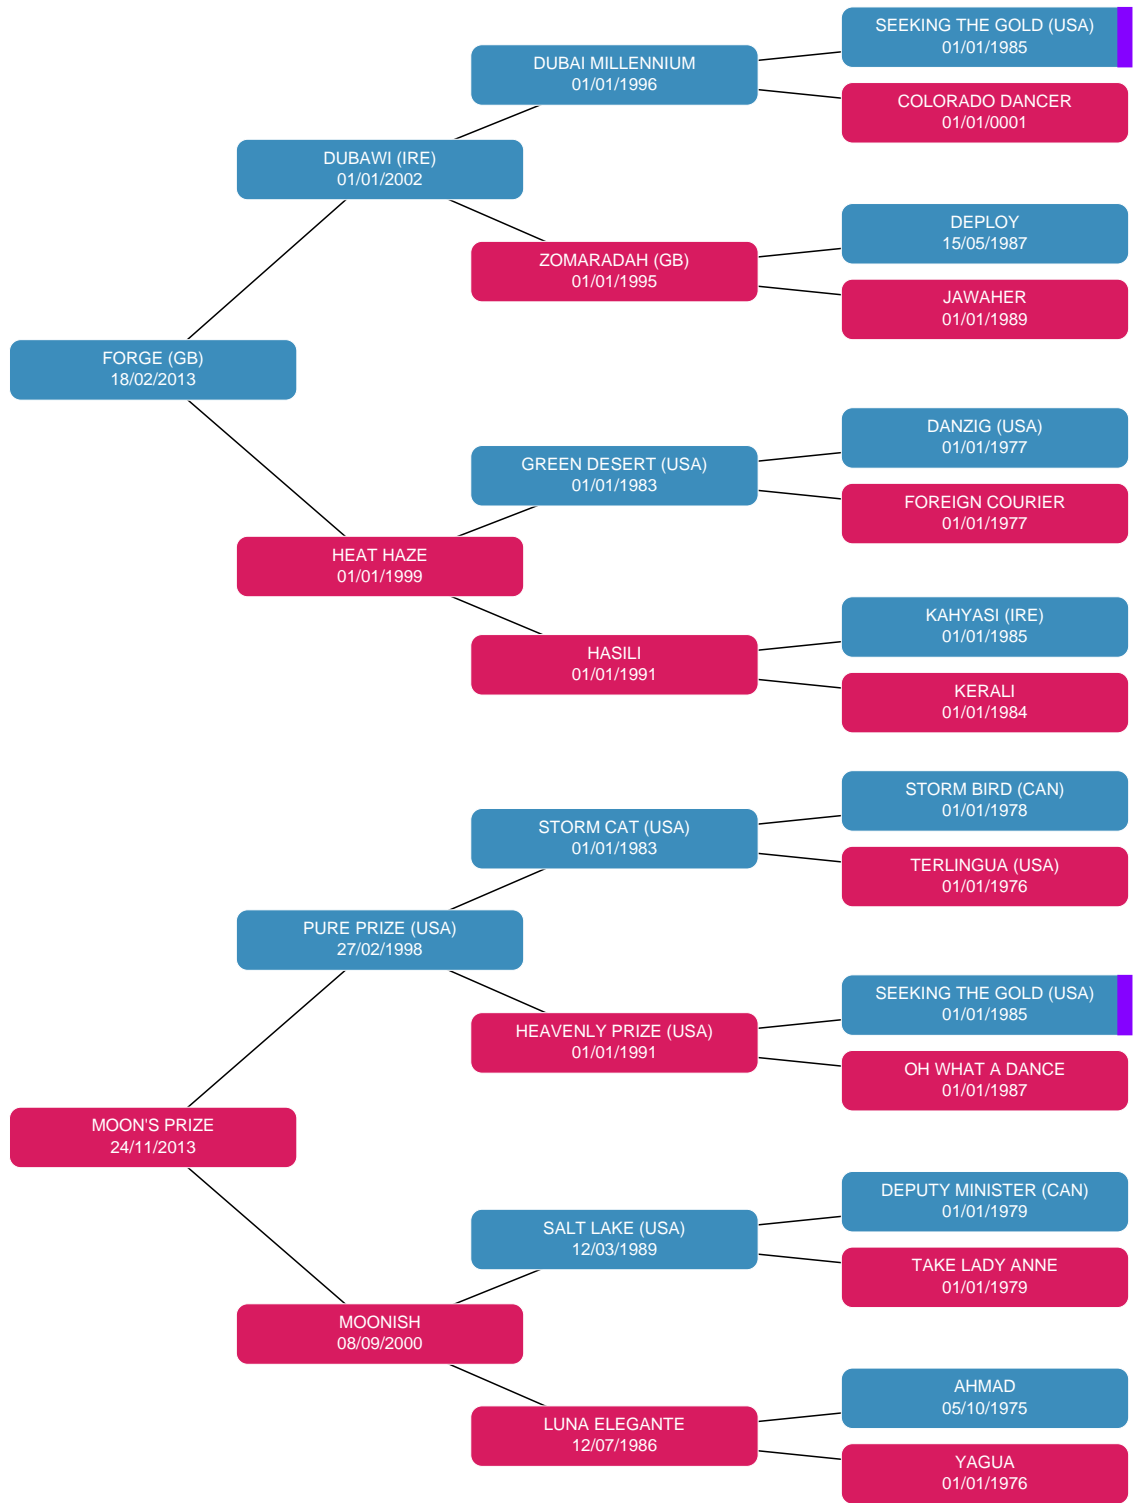 SEEKING THE GOLD (USA)
01/01/1985
DUBAI MILLENNIUM
01/01/1996
COLORADO DANCER
01/01/0001
DUBAWI (IRE)
01/01/2002
DEPLOY
15/05/1987
ZOMARADAH (GB)
01/01/1995
JAWAHER
01/01/1989
FORGE (GB)
18/02/2013
DANZIG (USA)
01/01/1977
GREEN DESERT (USA)
01/01/1983
FOREIGN COURIER
01/01/1977
HEAT HAZE
01/01/1999
KAHYASI (IRE)
01/01/1985
HASILI
01/01/1991
KERALI
01/01/1984
STORM BIRD (CAN)
01/01/1978
STORM CAT (USA)
01/01/1983
TERLINGUA (USA)
01/01/1976
PURE PRIZE (USA)
27/02/1998
SEEKING THE GOLD (USA)
01/01/1985
HEAVENLY PRIZE (USA)
01/01/1991
OH WHAT A DANCE
01/01/1987
MOON'S PRIZE
24/11/2013
DEPUTY MINISTER (CAN)
01/01/1979
SALT LAKE (USA)
12/03/1989
TAKE LADY ANNE
01/01/1979
MOONISH
08/09/2000
AHMAD
05/10/1975
LUNA ELEGANTE
12/07/1986
YAGUA
01/01/1976